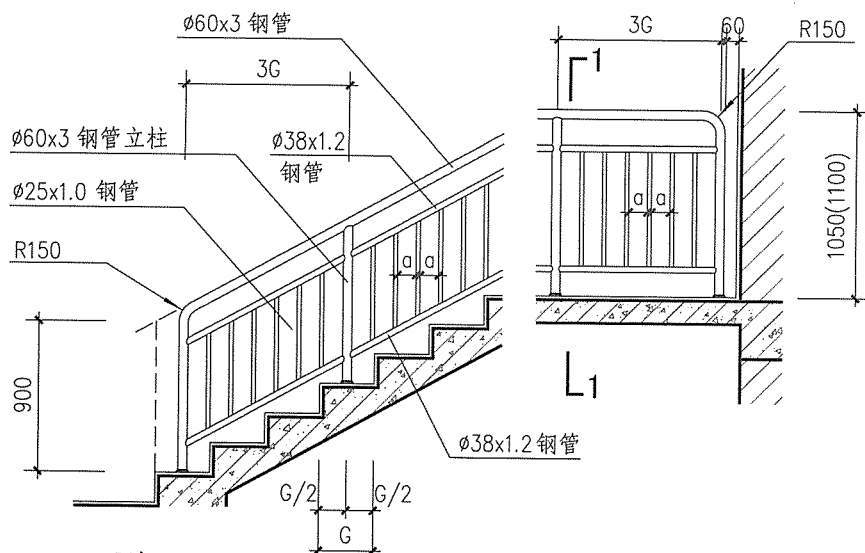 ø60x3 钢管
3G
ø60x3 钢管立柱
ø38x1.2
钢管
ø25x1.0 钢管
R150
a a
900
ø38x1.2 钢管
G/2 G/2
G
3G 60
R150
1
a a
1050(1100)
1